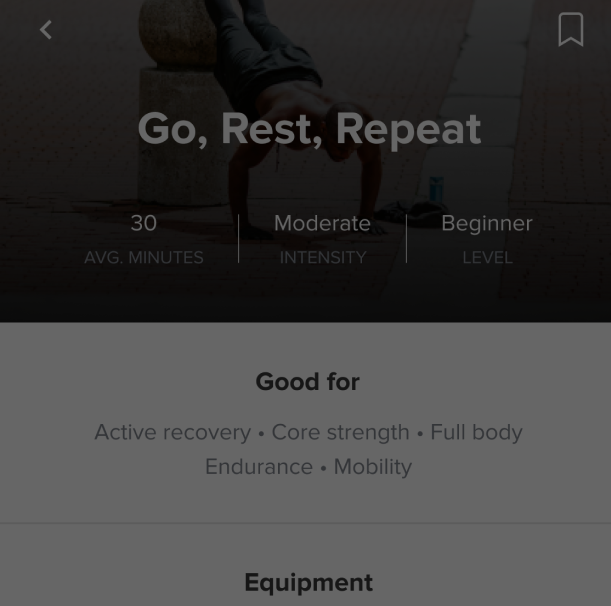 Go, Rest, Repeat
30
AVG. MINUTES
Moderate
INTENSITY
Beginner
LEVEL
Good for
Active recovery • Core strength • Full body
Endurance • Mobility
Equipment